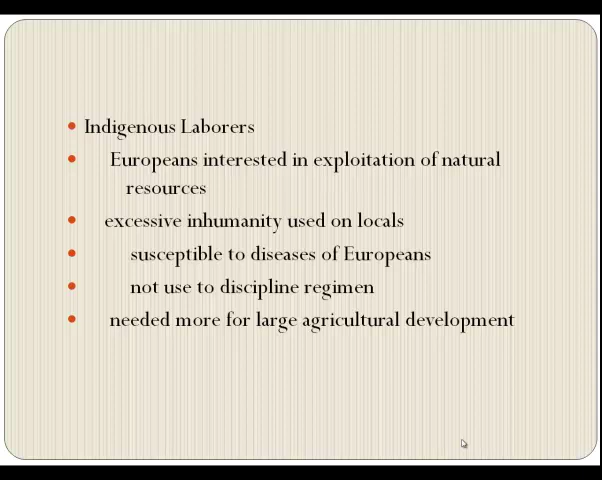 • Indigenous Laborers
• Europeans interested in exploitation of natural
resources
• excessive inhumanity used on locals
• susceptible to diseases of Europeans
• not use to discipline regimen
• needed more for large agricultural development